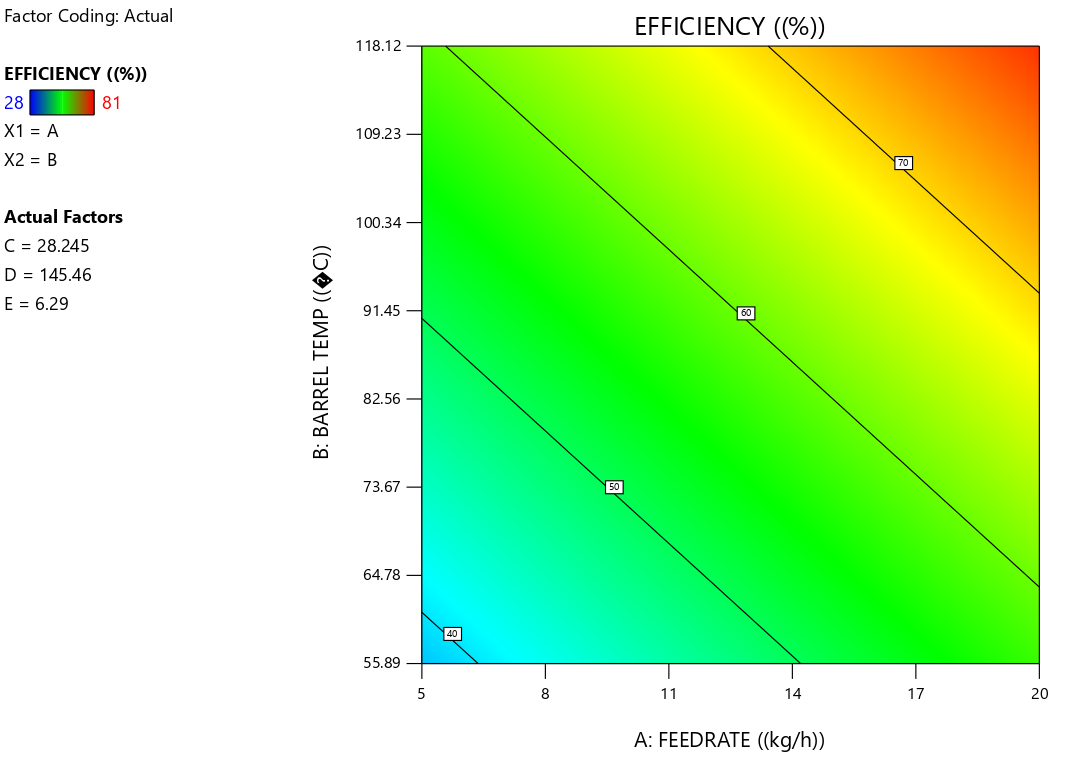 Factor Coding: Actual
EFFICIENCY ((%))
28 81
X1 = A
X2 = B
Actual Factors
C = 28.245
D = 145.46
E = 6.29
EFFICIENCY ((%))
118.12
109.23
100.34
91.45
82.56
73.67
64.78
55.89
B: BARREL TEMP ((�C))
70
60
50
40
5 8 11 14 17 20
A: FEEDRATE ((kg/h))